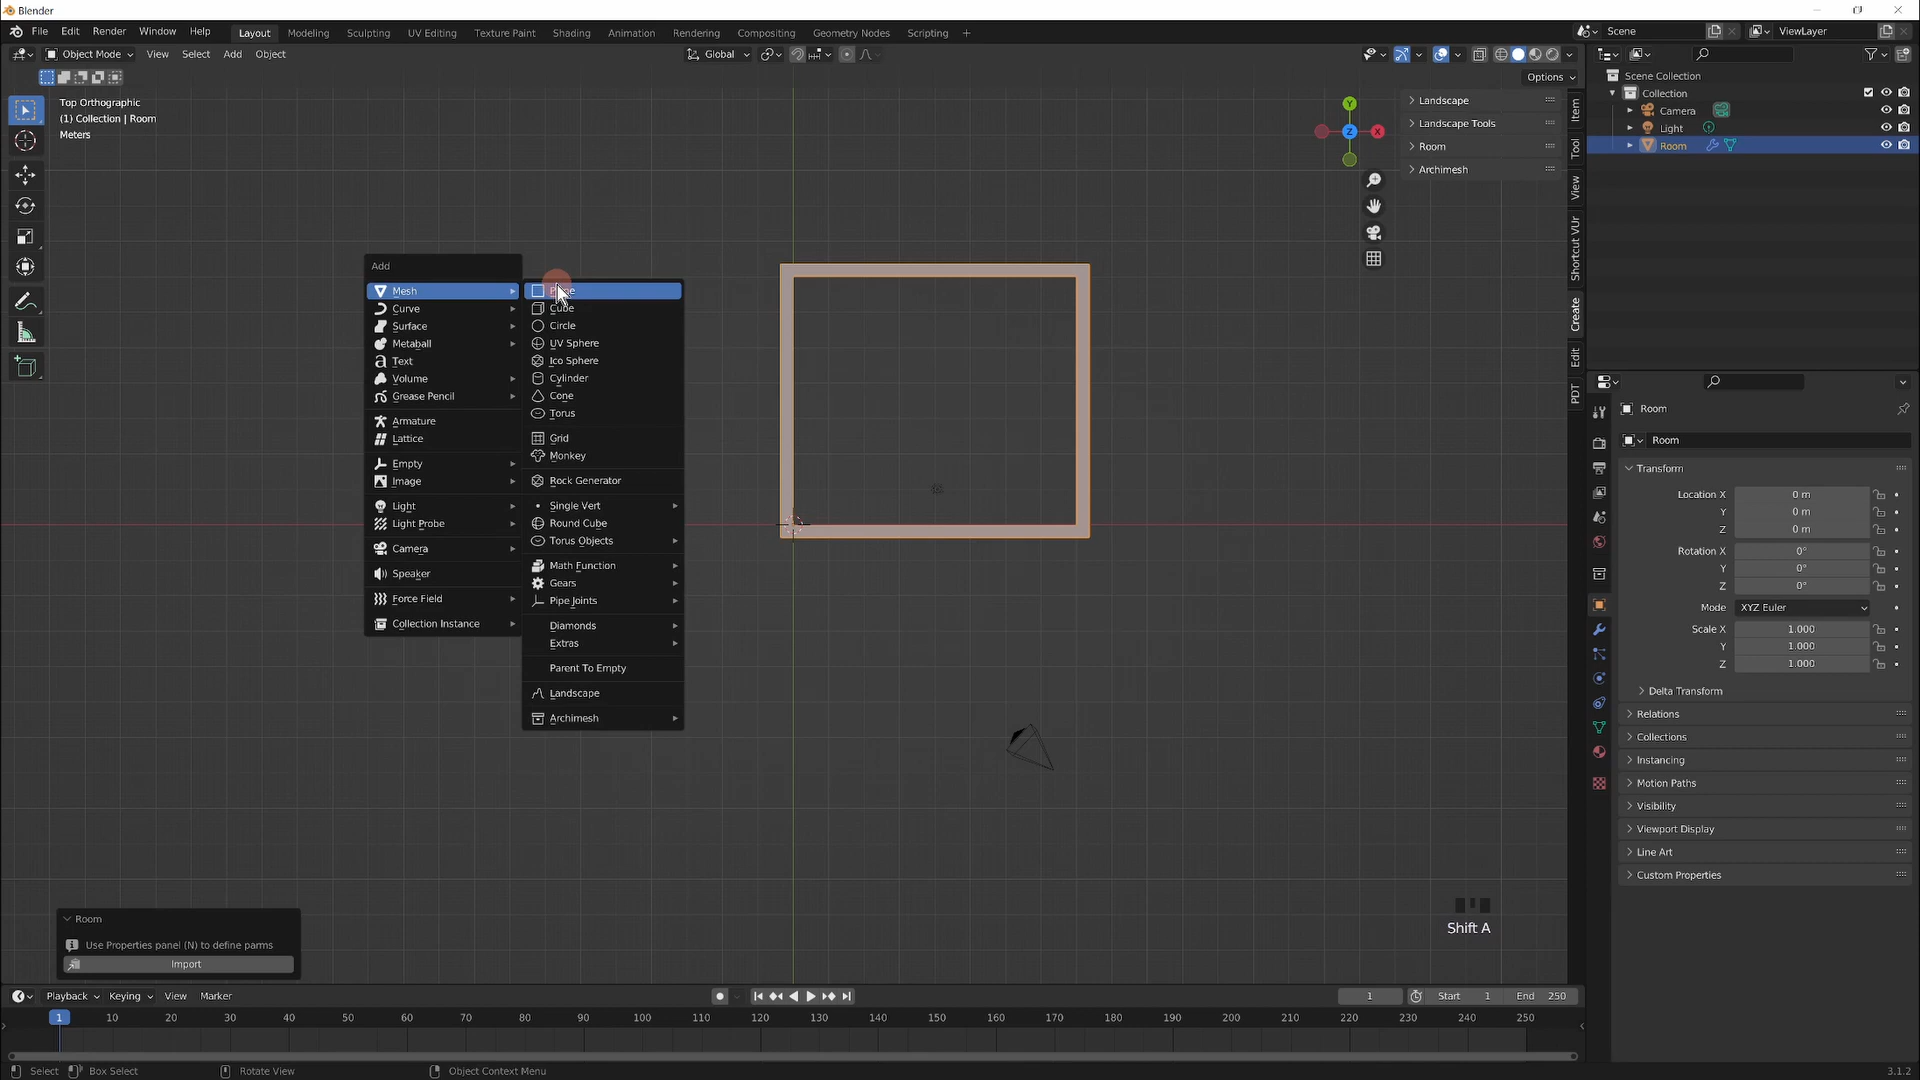 Blender
File Edit Render Window Help Layout Modeling Sculpting UV Editing Texture Paint Shading Animation Rendering Compositing Geometry Nodes Scripting Scene ViewLayer
Object Mode View Select Add Object Global
Options
Top Orthographic
(1) Collection | Room
Meters
Y
Z
X
Landscape
Landscape Tools
Room
Archimesh
Item
Tool
View
Shortcut VUr
Create
Edit
PDT
Scene Collection
Collection
Camera
Light
Room
Add
Mesh
Curve
Surface
Metaball
Text
Volume
Grease Pencil
Armature
Lattice
Empty
Image
Light
Light Probe
Camera
Speaker
Force Field
Collection Instance
Cube
Circle
UV Sphere
Ico Sphere
Cylinder
Cone
Torus
Grid
Monkey
Rock Generator
Single Vert
Round Cube
Torus Objects
Math Function
Gears
Pipe Joints
Diamonds
Extras
Parent To Empty
Landscape
Archimesh
Room
Room
Transform
Location X 0 m
Y 0 m
Z 0 m
Rotation X 0°
Y 0°
Z 0°
Mode XYZ Euler
Scale X 1.000
Y 1.000
Z 1.000
Delta Transform
Relations
Collections
Instancing
Motion Paths
Visibility
Viewport Display
Line Art
Custom Properties
Shift A
Room
Use Properties panel (N) to define parms
Import
Playback Keying View Marker 1 Start 1 End 250
1 10 20 30 40 50 60 70 80 90 100 110 120 130 140 150 160 170 180 190 200 210 220 230 240 250
Select Box Select Rotate View Object Context Menu 3.1.2